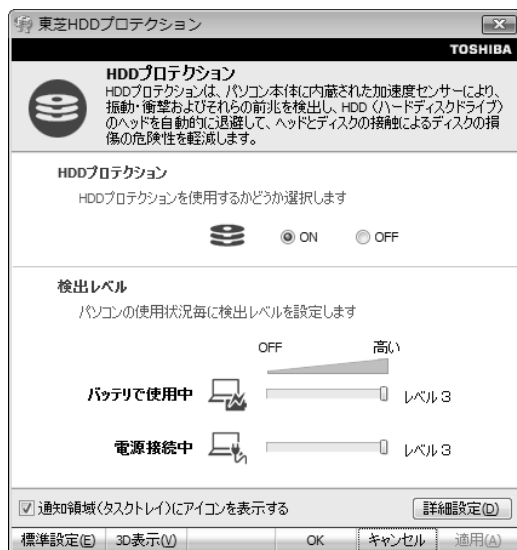 東芝HDDプロテクション
TOSHIBA
HDDプロテクション
HDDプロテクションは、パソコン本体に内蔵された加速度センサーにより、
振動・衝撃およびそれらの前兆を検出し、HDD（ハードディスクドライブ）
のヘッドを自動的に退避して、ヘッドとディスクの接触によるディスクの損
傷の危険性を軽減します。
HDDプロテクション
HDDプロテクションを使用するかどうか選択します
ON OFF
検出レベル
パソコンの使用状況毎に検出レベルを設定します
OFF 高い
バッテリで使用中 レベル 3
電源接続中 レベル 3
通知領域(タスクトレイ)にアイコンを表示する 詳細設定(D)
標準設定(E) 3D表示(V) OK キャンセル 適用(A)